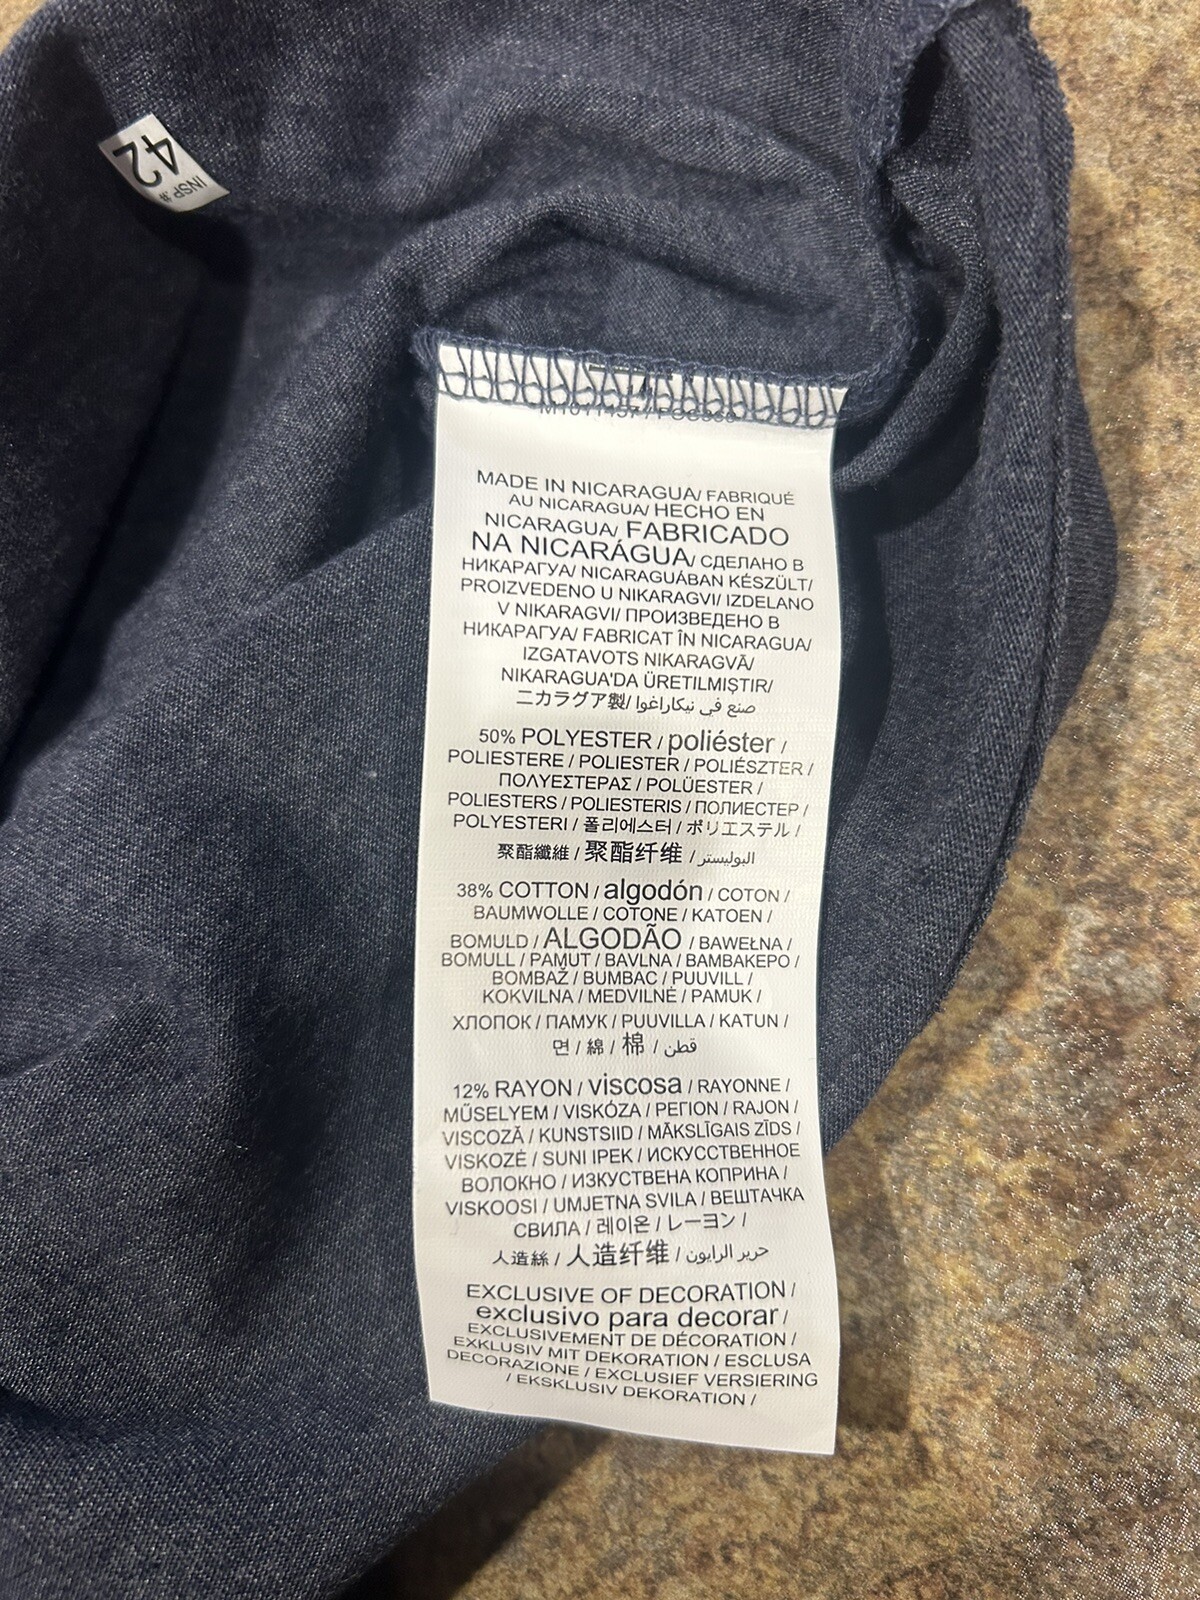 42
INSP #
MADE IN NICARAGUA/ FABRIQUÉ
AU NICARAGUA/ HECHO EN
NICARAGUA/ FABRICADO
NA NICARÁGUA/ СДЕЛАНО В
НИКАРАГУА/ NICARAGUÁBAN KÉSZÜLT/
PROIZVEDENO U NIKARAGVI/ IZDELANO
V NIKARAGVI/ ПРОИЗВЕДЕНО В
НИКАРАГУА/ FABRICAT ÎN NICARAGUA/
IZGATAVOTS NIKARAGVĀ/
NIKARAGUA'DA ÜRETILMIŞTIR/
ニカラグア製/ صنع في نيكاراغوا
50% POLYESTER / poliéster /
POLIESTERE / POLIESTER / POLIÉSZTER /
ΠΟΛΥΕΣΤΕΡΑΣ / POLÜESTER /
POLIESTERS / POLIESTERIS / ПОЛИЕСТЕР /
POLYESTERI / 폴리에스터 / ポリエステル /
聚酯纖維 / 聚酯纤维 / البوليستر
38% COTTON / algodón / COTON /
BAUMWOLLE / COTONE / KATOEN /
BOMULD / ALGODÃO / BAWEŁNA /
BOMULL / PAMUT / BAVLNA / ΒΑΜΒΑΚΕΡΟ /
BOMBAŽ / BUMBAC / PUUVILL /
KOKVILNA / MEDVILNĖ / PAMUK /
ХЛОПОК / ПАМУК / PUUVILLA / KATUN /
면 / 綿 / 棉 / قطن
12% RAYON / viscosa / RAYONNE /
MŰSELYEM / VISKÓZA / ΡΕΓΙΟΝ / RAJON /
VISCOZĂ / KUNSTSIID / MĀKSLĪGAIS ZĪDS /
VISKOZĖ / SUNI IPEK / ИСКУССТВЕННОЕ
ВОЛОКНО / ИЗКУСТВЕНА КОПРИНА /
VISKOOSI / UMJETNA SVILA / ВЕШТАЧКА
СВИЛА / 레이온 / レーヨン /
人造絲 / 人造纤维 / حرير الرايون
EXCLUSIVE OF DECORATION /
exclusivo para decorar /
EXCLUSIVEMENT DE DÉCORATION /
EXKLUSIV MIT DEKORATION / ESCLUSA
DECORAZIONE / EXCLUSIEF VERSIERING
/ EKSKLUSIV DEKORATION /